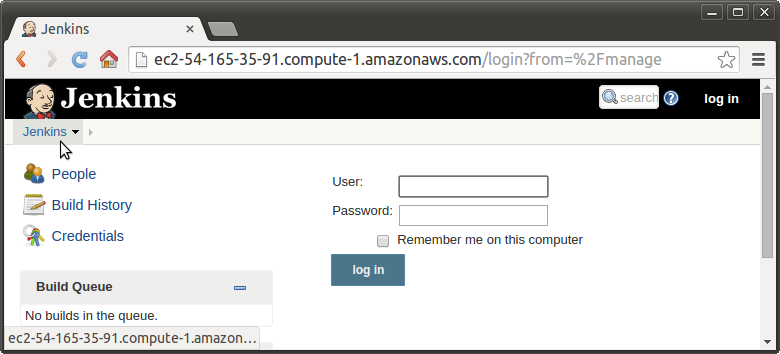 Jenkins
ec2-54-165-35-91.compute-1.amazonaws.com/login?from=%2Fmanage
Jenkins
search
?
log in
Jenkins
People
Build History
Credentials
User:
Password:
Remember me on this computer
log in
Build Queue
No builds in the queue.
ec2-54-165-35-91.compute-1.amazon...